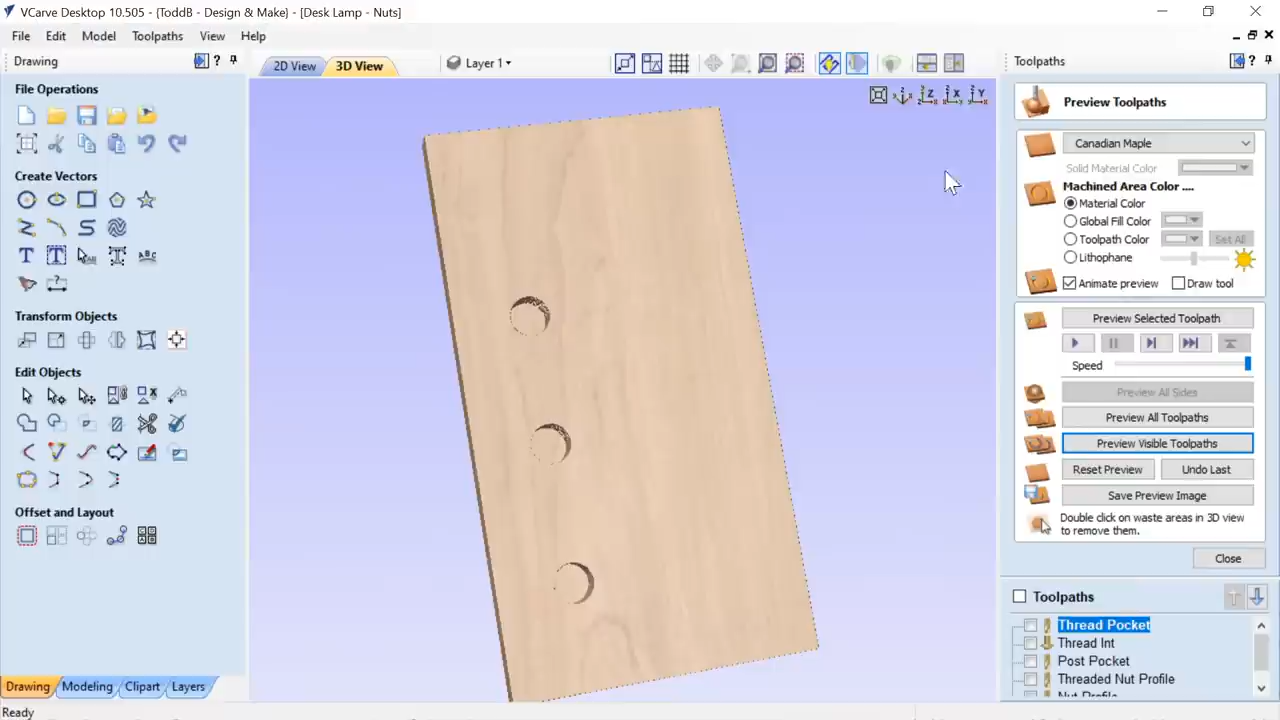 VCarve Desktop 10.505 - {ToddB - Design & Make} - [Desk Lamp - Nuts]
File Edit Model Toolpaths View Help
Drawing
File Operations
Create Vectors
Transform Objects
Edit Objects
Offset and Layout
Drawing Modeling Clipart Layers
Ready
2D View 3D View Layer 1
Toolpaths
Preview Toolpaths
Canadian Maple
Solid Material Color
Machined Area Color ....
Material Color
Global Fill Color
Toolpath Color Set All
Lithophane
Animate preview Draw tool
Preview Selected Toolpath
Speed
Preview All Sides
Preview All Toolpaths
Preview Visible Toolpaths
Reset Preview Undo Last
Save Preview Image
Double click on waste areas in 3D view
to remove them.
Close
Toolpaths
Thread Pocket
Thread Int
Post Pocket
Threaded Nut Profile
Nut Profile